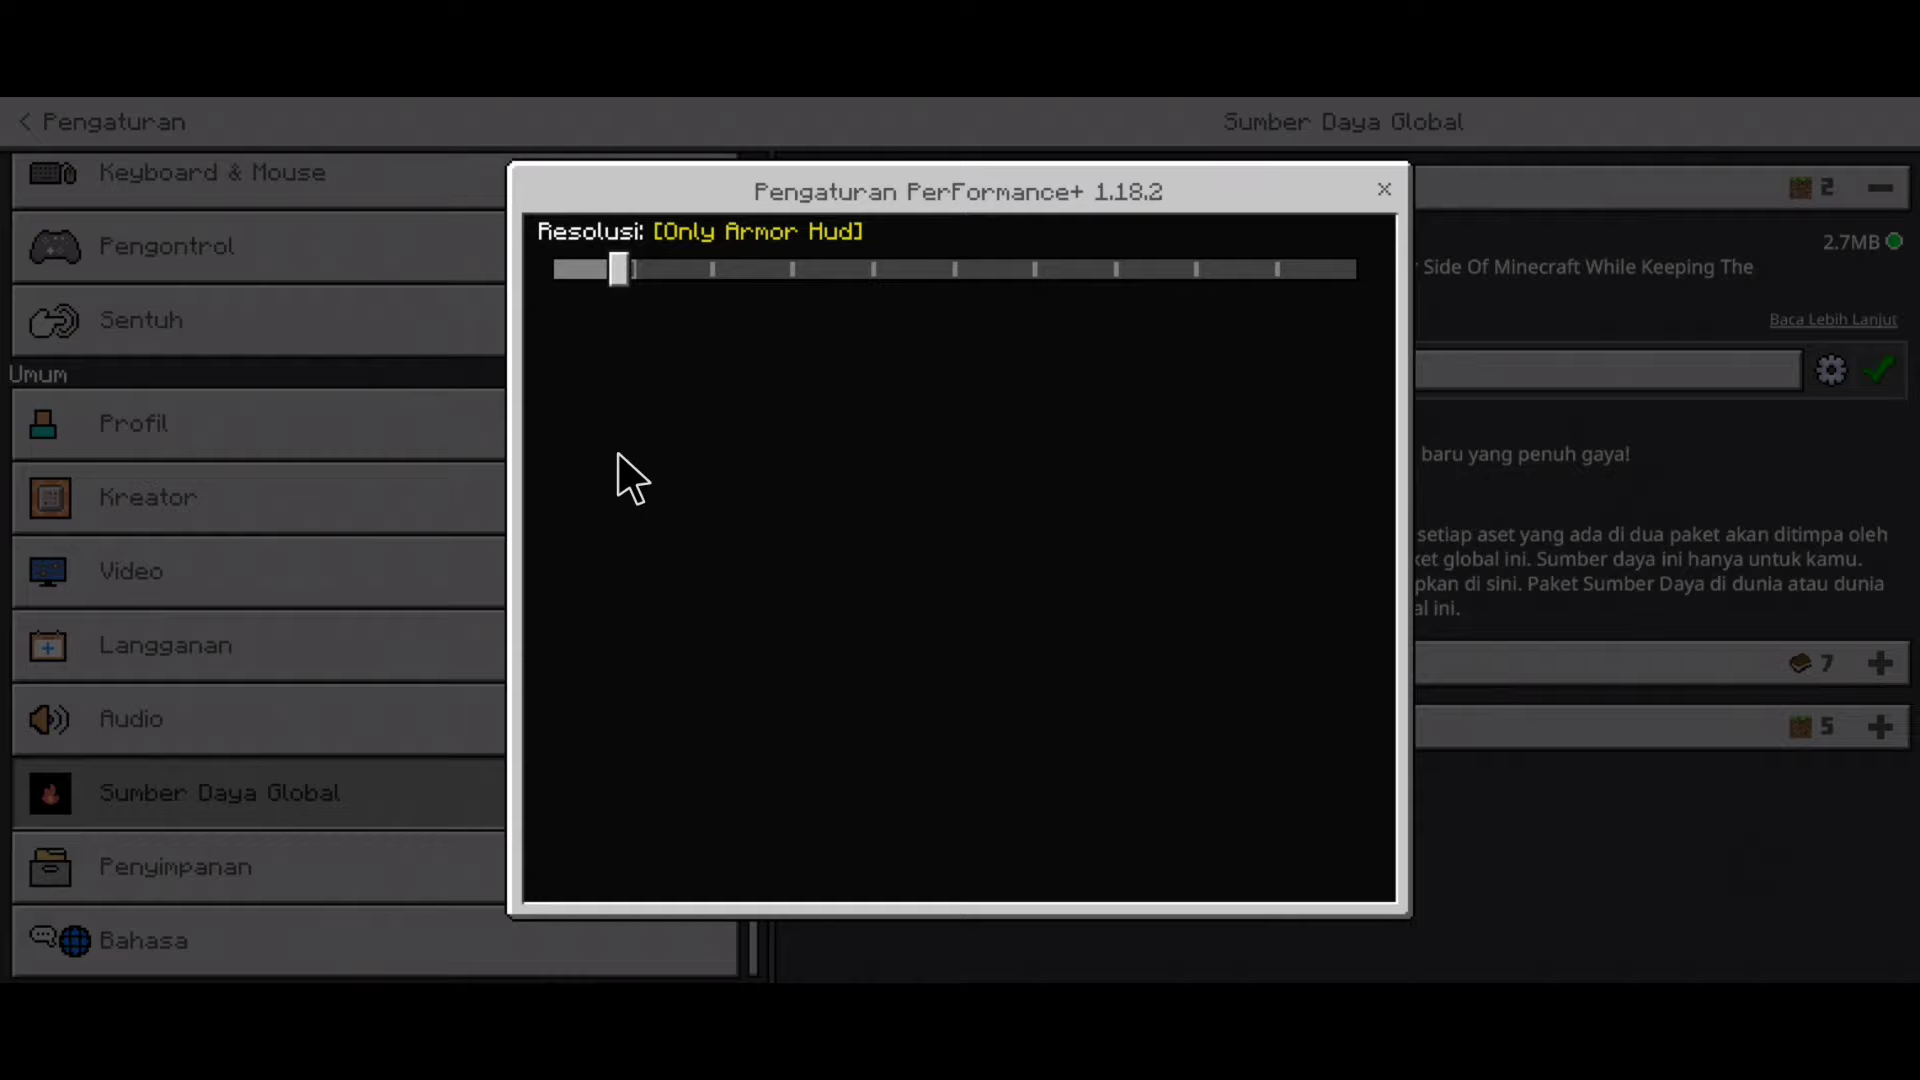 Pengaturan
Sumber Daya Global
Keyboard & Mouse
Pengontrol
Sentuh
Umum
Profil
Kreator
Video
Langganan
Audio
Sumber Daya Global
Penyimpanan
Bahasa
Pengaturan PerFormance+ 1.18.2
Resolusi: [Only Armor Hud]
2
2.7MB
Side Of Minecraft While Keeping The
Baca Lebih Lanjut
baru yang penuh gaya!
setiap aset yang ada di dua paket akan ditimpa oleh
ket global ini. Sumber daya ini hanya untuk kamu.
pkan di sini. Paket Sumber Daya di dunia atau dunia
al ini.
7
5